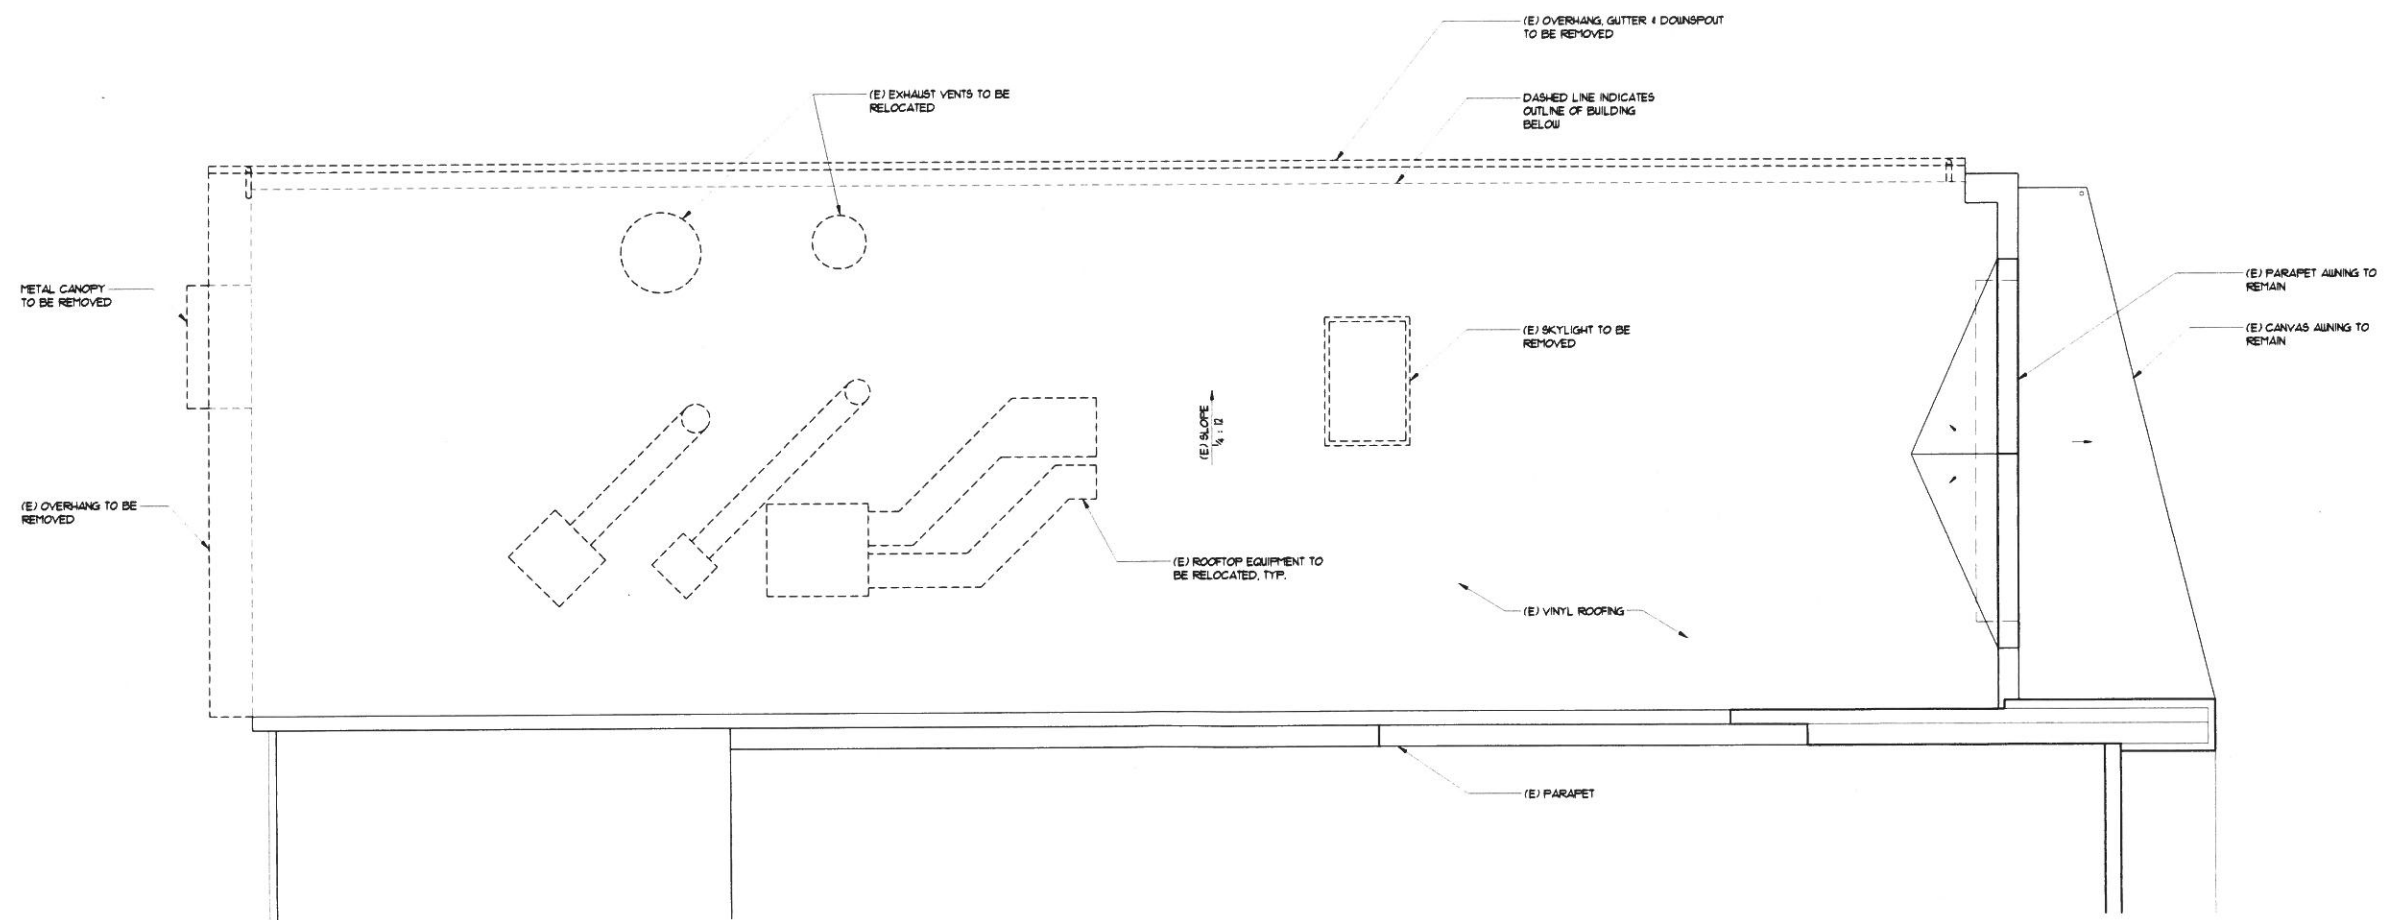 (E) OVERHANG, GUTTER & DOWNSPOUT
TO BE REMOVED
(E) EXHAUST VENTS TO BE
RELOCATED
DASHED LINE INDICATES
OUTLINE OF BUILDING
BELOW
METAL CANOPY
TO BE REMOVED
(E) PARAPET AWNING TO
REMAIN
(E) SKYLIGHT TO BE
REMOVED
(E) CANVAS AWNING TO
REMAIN
(E) SLOPE
1/4 : 12
(E) OVERHANG TO BE
REMOVED
(E) ROOFTOP EQUIPMENT TO
BE RELOCATED, TYP.
(E) VINYL ROOFING
(E) PARAPET